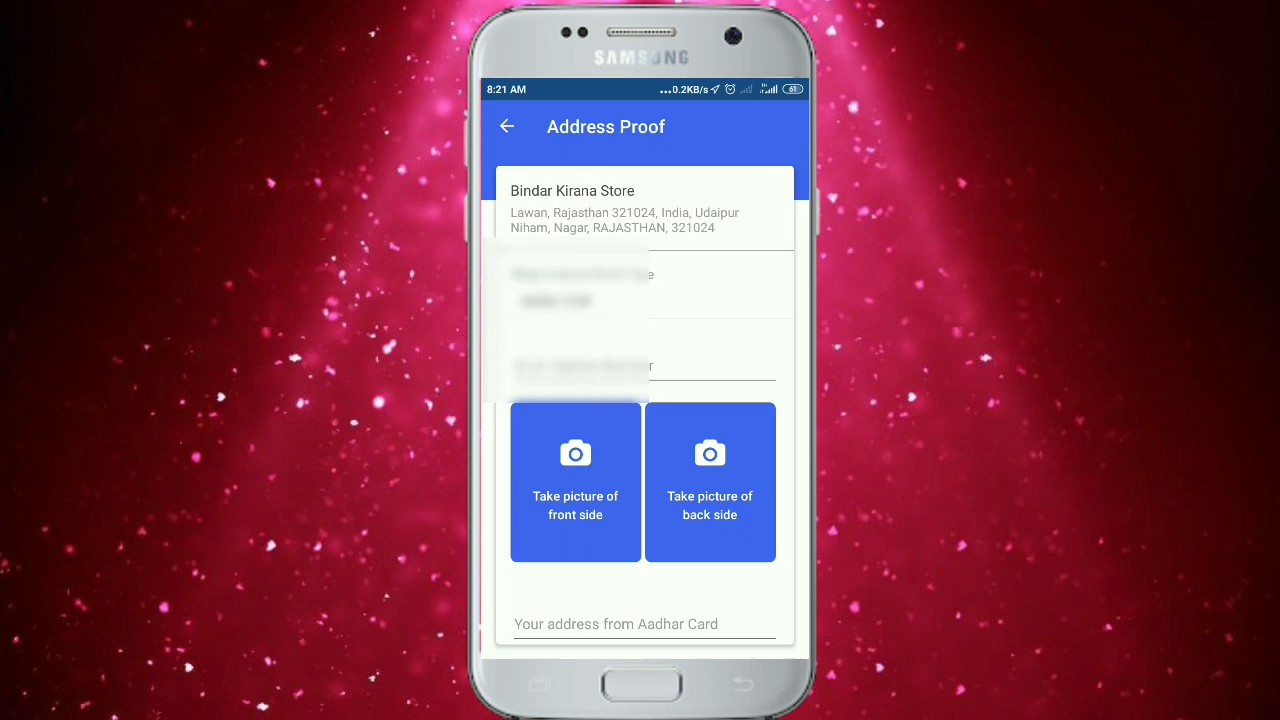 SAMSUNG
8:21 AM
...0.2KB/s
61
Address Proof
Bindar Kirana Store
Lawan, Rajasthan 321024, India, Udaipur
Niham, Nagar, RAJASTHAN, 321024
Take picture of
front side
Take picture of
back side
Your address from Aadhar Card